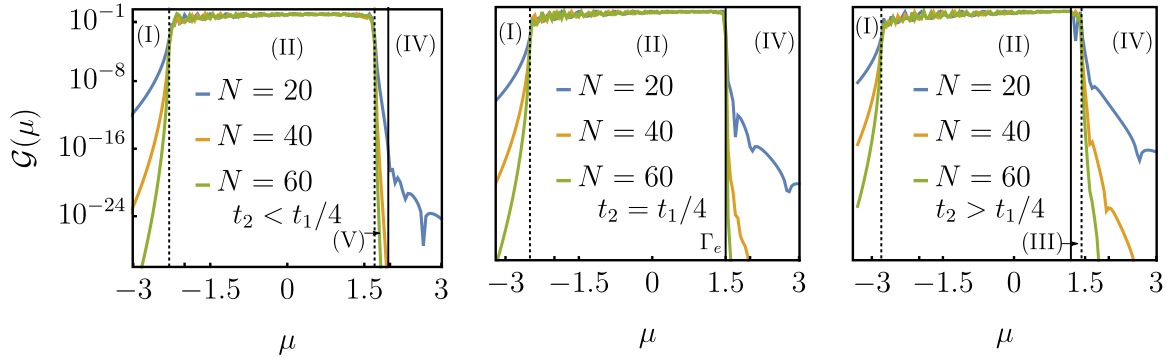 𝒢(μ)
10^{-1}
10^{-8}
10^{-16}
10^{-24}
(I)
(II)
(IV)
N = 20
N = 40
N = 60
t_2 < t_1/4
(V)
−3
−1.5
0
1.5
3
μ
(I)
(II)
(IV)
N = 20
N = 40
N = 60
t_2 = t_1/4
Γ_e
−3
−1.5
0
1.5
3
μ
(I)
(II)
(IV)
N = 20
N = 40
N = 60
t_2 > t_1/4
(III)
−3
−1.5
0
1.5
3
μ